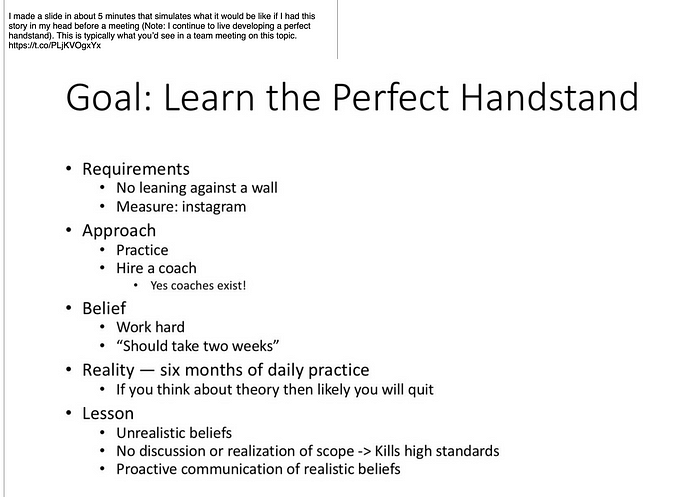 I made a slide in about 5 minutes that simulates what it would be like if I had this
story in my head before a meeting (Note: I continue to live developing a perfect
handstand). This is typically what you'd see in a team meeting on this topic.
https://t.co/PLjKVOgxYx
Goal: Learn the Perfect Handstand
• Requirements
• No leaning against a wall
• Measure: instagram
• Approach
• Practice
• Hire a coach
• Yes coaches exist!
• Belief
• Work hard
• “Should take two weeks”
• Reality — six months of daily practice
• If you think about theory then likely you will quit
• Lesson
• Unrealistic beliefs
• No discussion or realization of scope -> Kills high standards
• Proactive communication of realistic beliefs